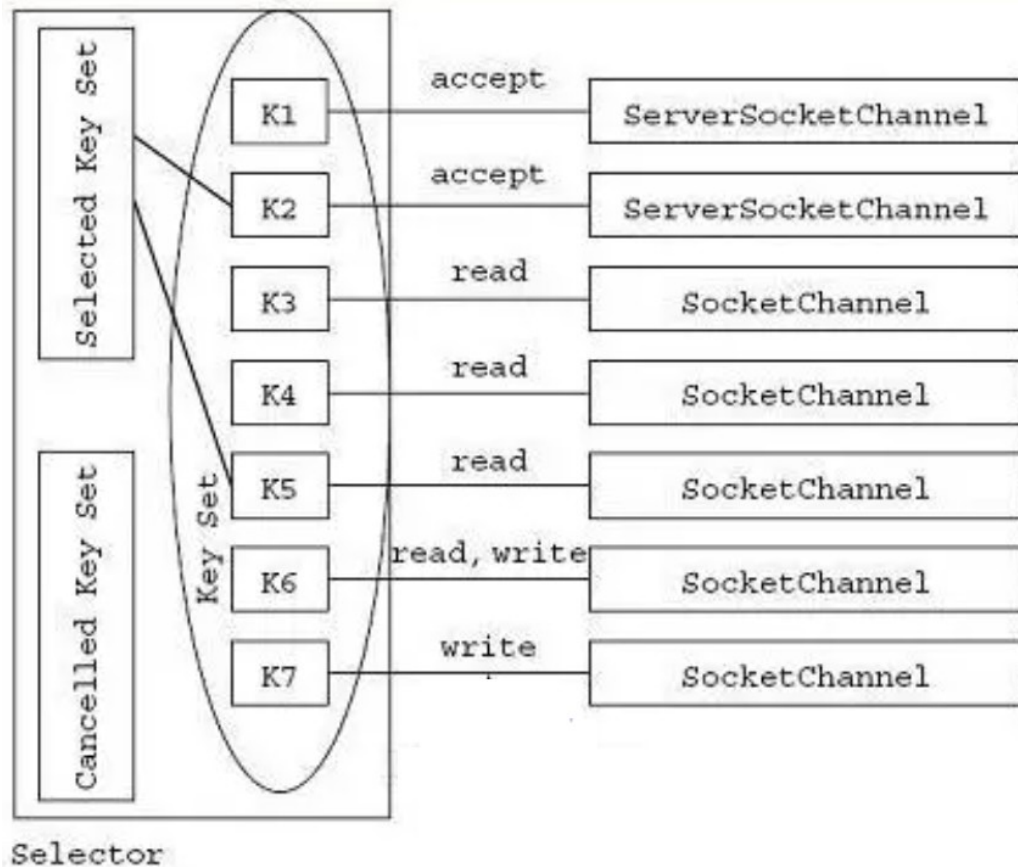 Selected Key Set
Cancelled Key Set
Key Set
K1
accept
ServerSocketChannel
K2
accept
ServerSocketChannel
K3
read
SocketChannel
K4
read
SocketChannel
K5
read
SocketChannel
K6
read, write
SocketChannel
K7
write
SocketChannel
Selector